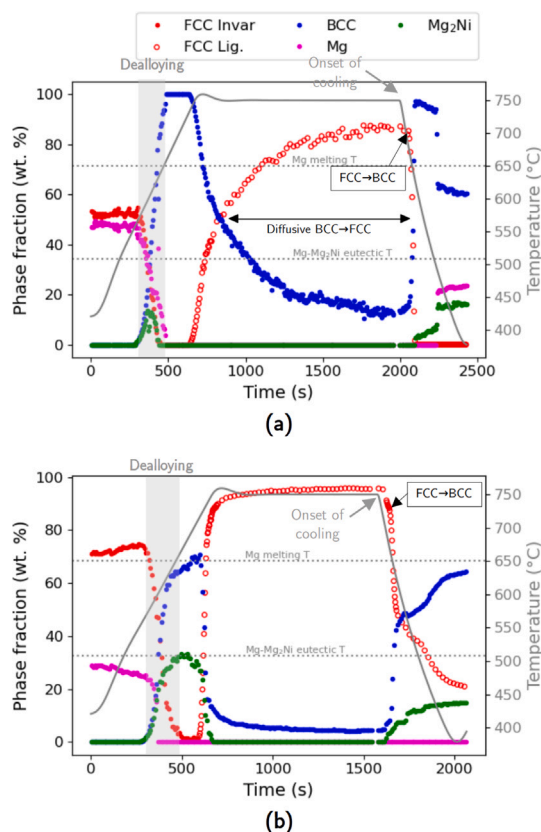 FCC Invar BCC Mg₂Ni
FCC Lig. Mg
Dealloying
Onset of
cooling
Phase fraction (wt. %)
Temperature (°C)
100
80
60
40
20
0
750
700
650
600
550
500
450
400
Mg melting T
FCC→BCC
Diffusive BCC→FCC
Mg-Mg₂Ni eutectic T
0 500 1000 1500 2000 2500
Time (s)
(a)
Dealloying
FCC→BCC
Onset of
cooling
Phase fraction (wt. %)
Temperature (°C)
100
80
60
40
20
0
750
700
650
600
550
500
450
400
Mg melting T
Mg-Mg₂Ni eutectic T
0 500 1000 1500 2000
Time (s)
(b)